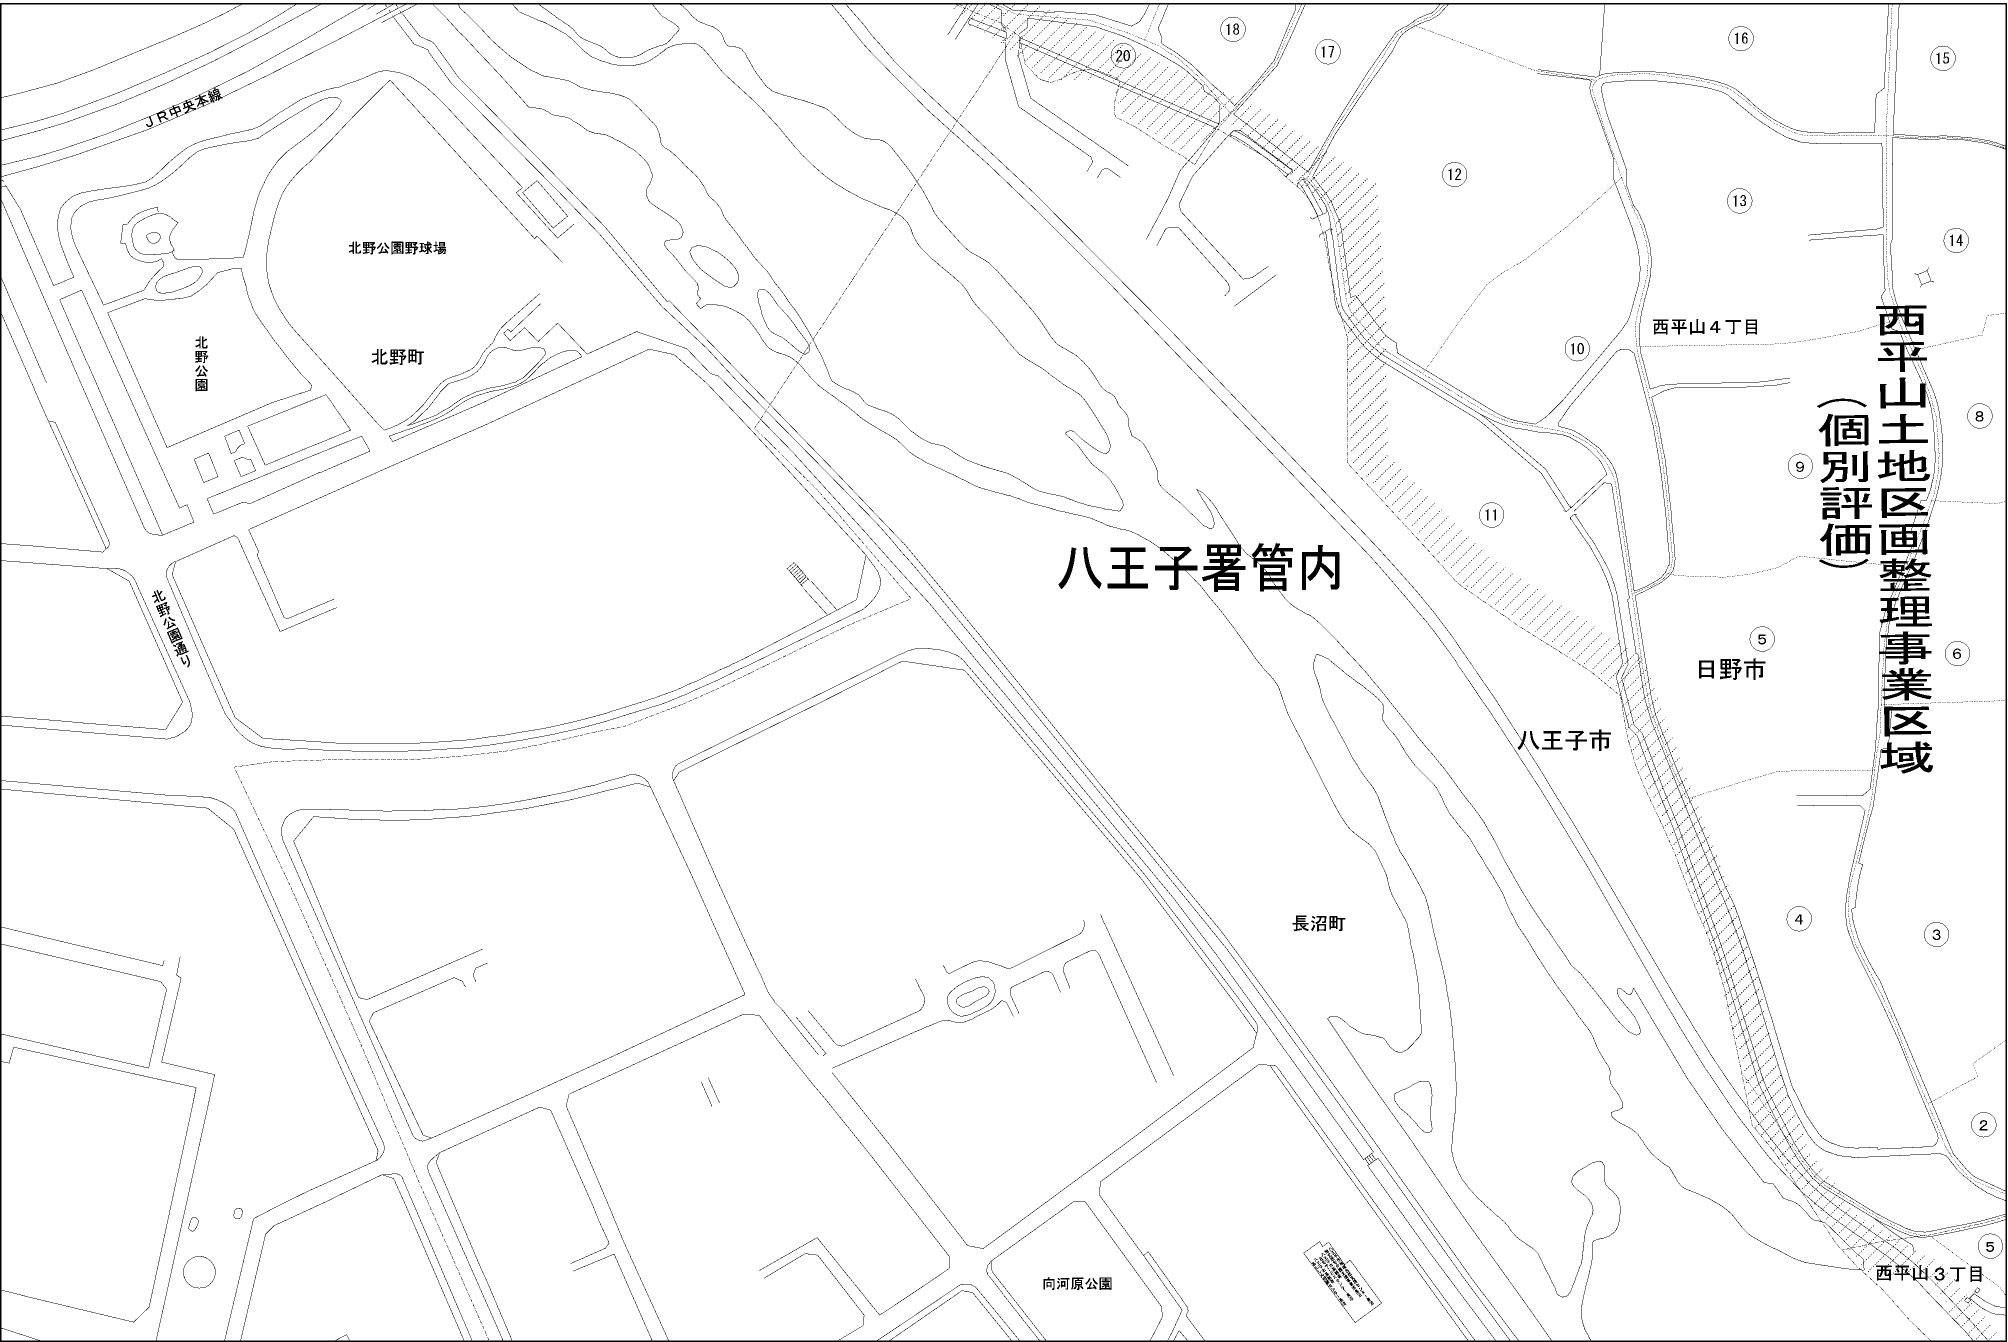 18
17
20
16
15
JR中央本線
12
13
北野公園野球場
14
10
西平山4丁目
北野公園
北野町
8
西平山土地区画整理事業区域
(個別評価)
9
11
八王子署管内
北野公園通り
5
6
日野市
八王子市
長沼町
4
3
2
5
西平山3丁目
向河原公園